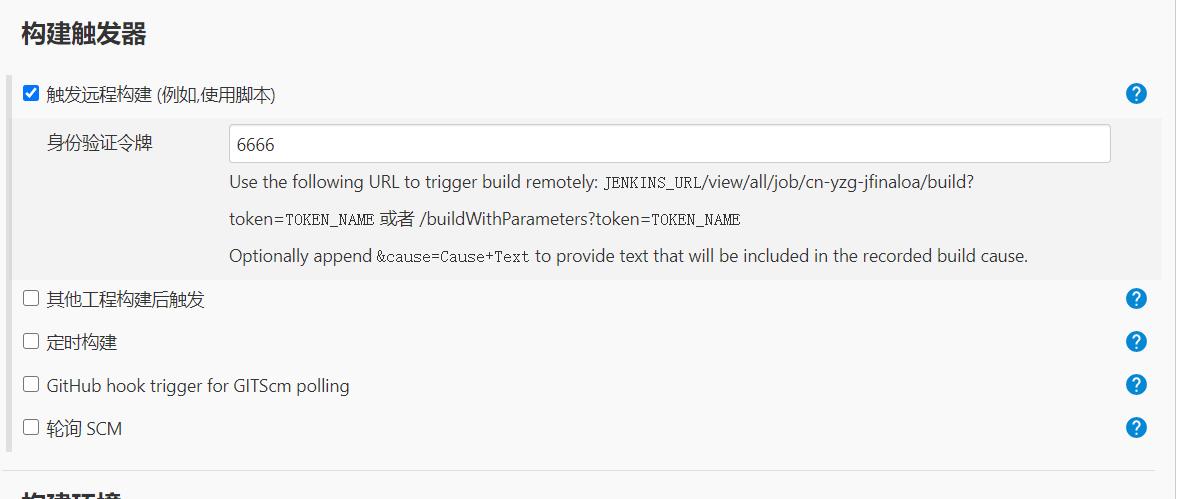 构建触发器
触发远程构建 (例如,使用脚本)
身份验证令牌
6666
Use the following URL to trigger build remotely: JENKINS_URL/view/all/job/cn-yzg-jfinaloa/build?
token=TOKEN_NAME 或者 /buildWithParameters?token=TOKEN_NAME
Optionally append &cause=Cause+Text to provide text that will be included in the recorded build cause.
其他工程构建后触发
定时构建
GitHub hook trigger for GITScm polling
轮询 SCM
构建环境